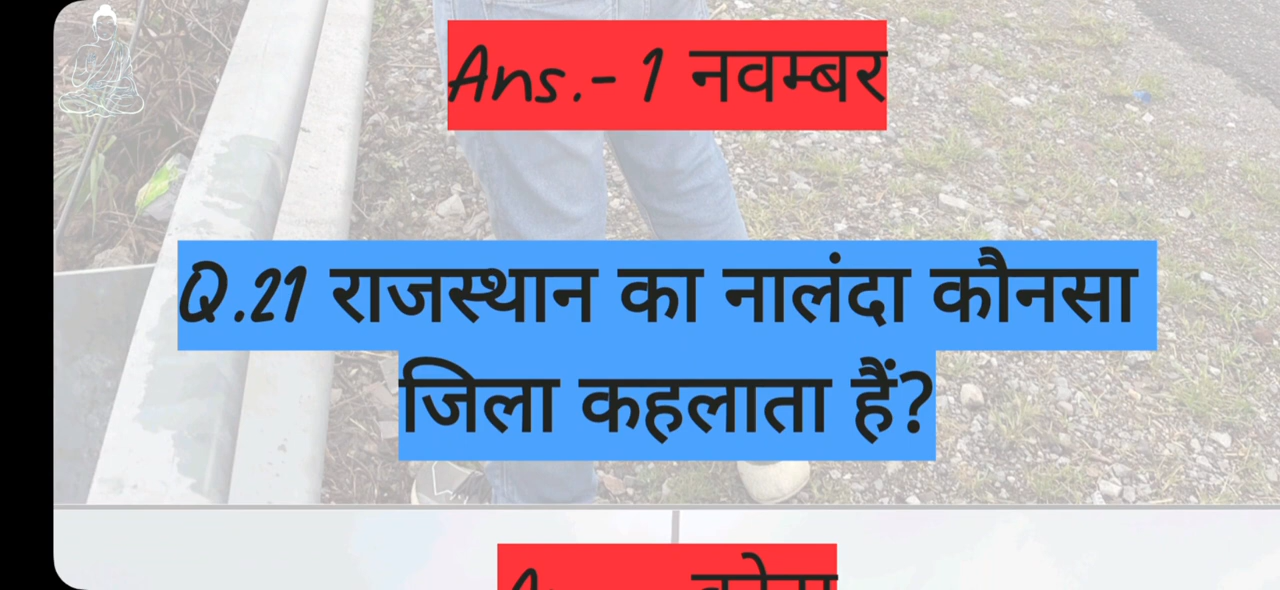 Ans.- 1 नवम्बर
Q.21 राजस्थान का नालंदा कौनसा
जिला कहलाता हैं?